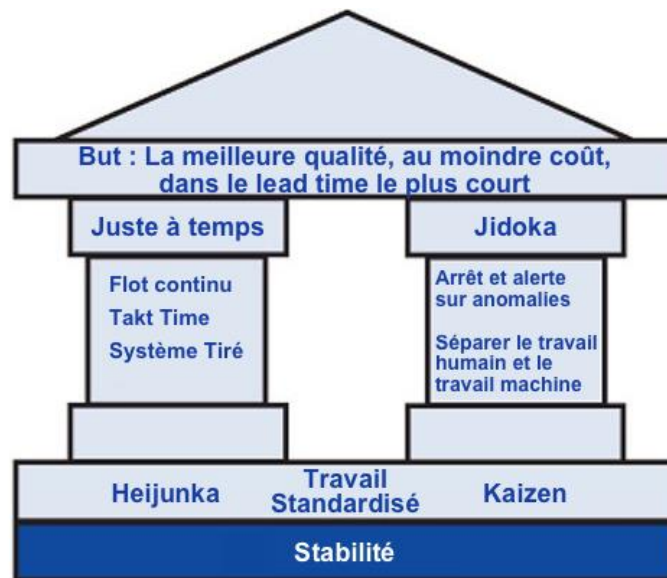 But : La meilleure qualité, au moindre coût,
dans le lead time le plus court
Juste à temps
Jidoka
Flot continu
Takt Time
Système Tiré
Arrêt et alerte
sur anomalies
Séparer le travail
humain et le
travail machine
Heijunka
Travail
Standardisé
Kaizen
Stabilité